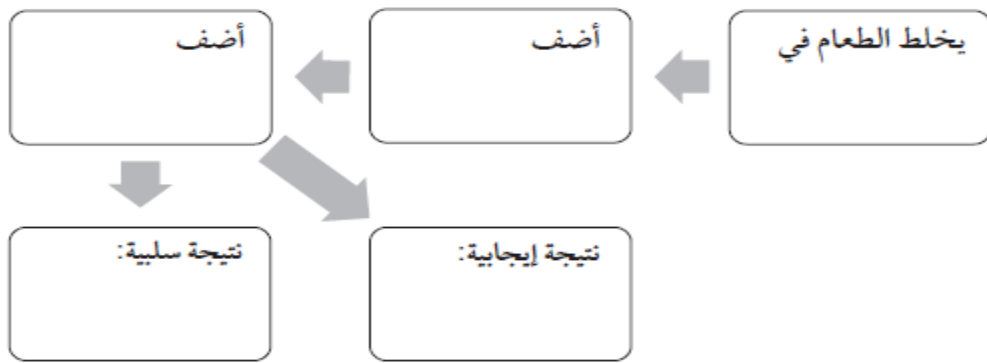 يخلط الطعام في
أضف
أضف
نتيجة إيجابية:
نتيجة سلبية: